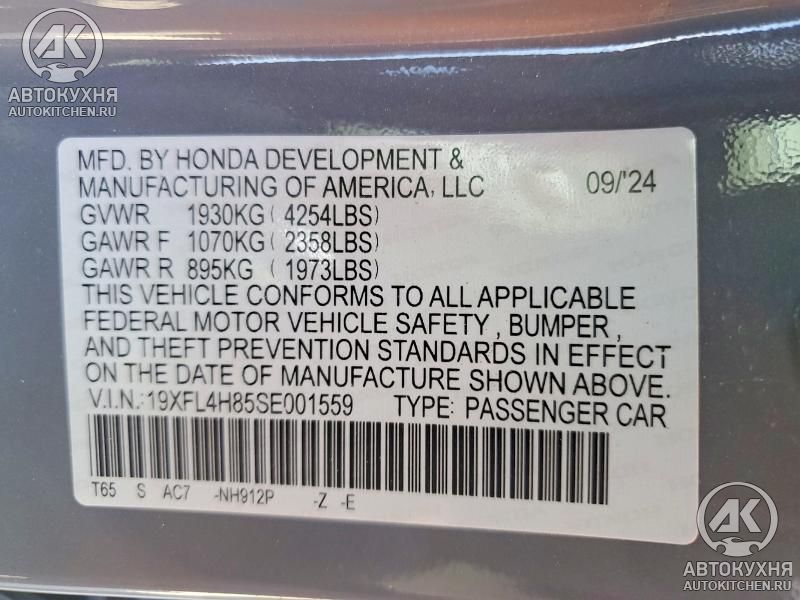 AK
АВТОКУХНЯ
AUTOKITCHEN.RU
MFD. BY HONDA DEVELOPMENT &
MANUFACTURING OF AMERICA, LLC 09/'24
GVWR 1930KG ( 4254LBS)
GAWR F 1070KG ( 2358LBS)
GAWR R 895KG ( 1973LBS)
THIS VEHICLE CONFORMS TO ALL APPLICABLE
FEDERAL MOTOR VEHICLE SAFETY , BUMPER ,
AND THEFT PREVENTION STANDARDS IN EFFECT
ON THE DATE OF MANUFACTURE SHOWN ABOVE.
V.I.N.:19XFL4H85SE001559 TYPE: PASSENGER CAR
T65 S AC7 -NH912P -Z -E
AK
АВТОКУХНЯ
AUTOKITCHEN.RU